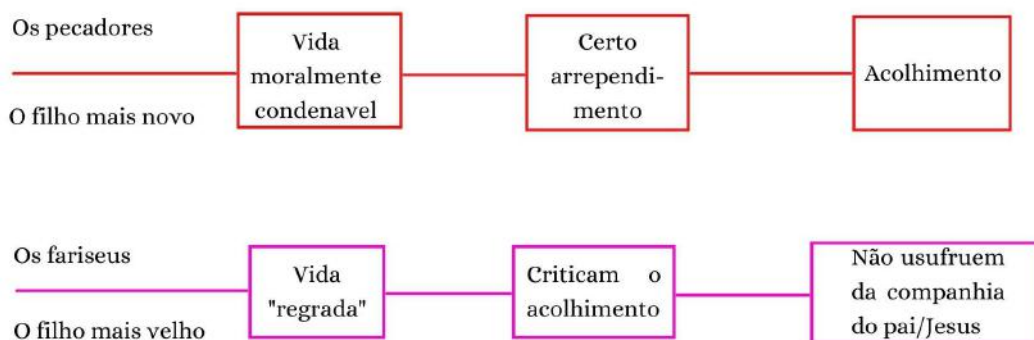 Os pecadores
O filho mais novo
Vida
moralmente
condenavel
Certo
arrependi-
mento
Acolhimento
Os fariseus
O filho mais velho
Vida
"regrada"
Criticam o
acolhimento
Não usufruem
da companhia
do pai/Jesus